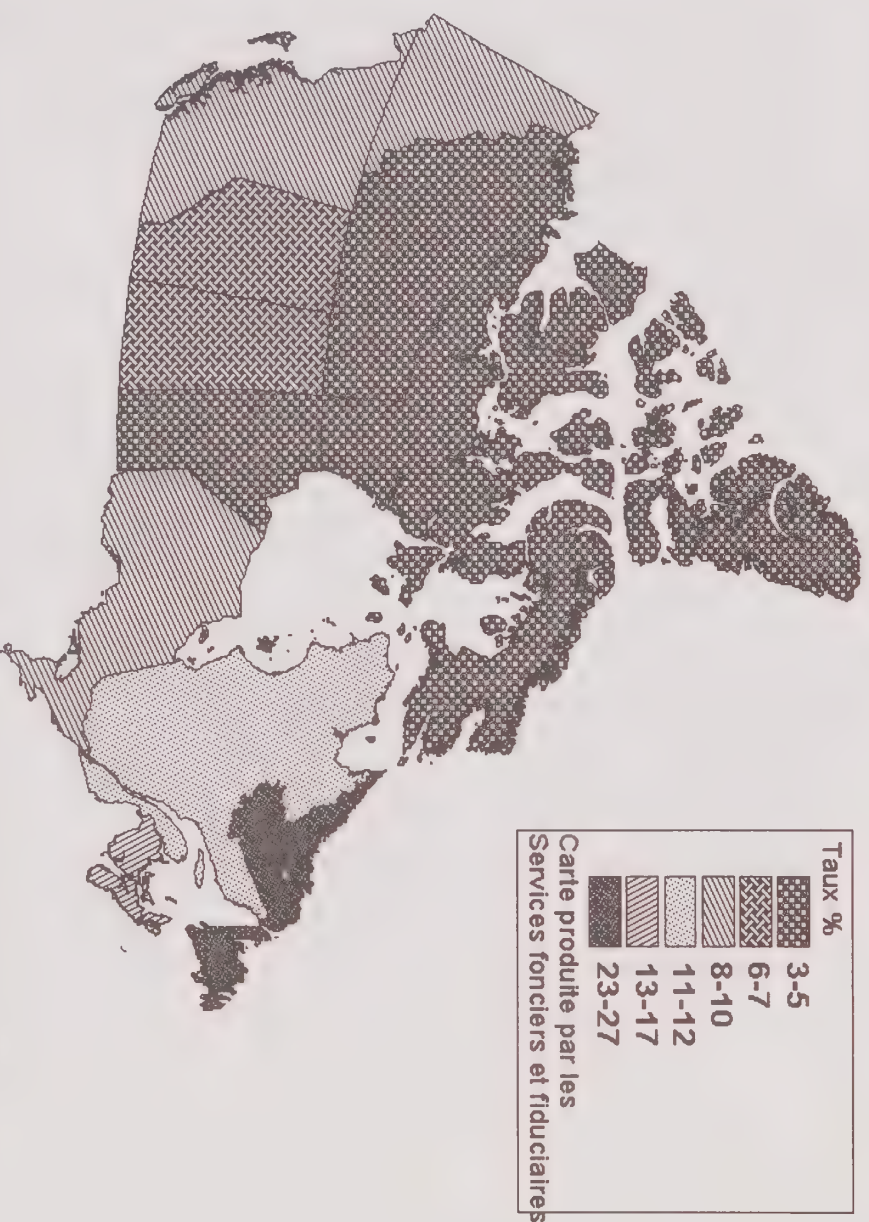 Taux %
3-5
6-7
8-10
11-12
13-17
23-27
Carte produite par les
Services fonciers et fiduciaires